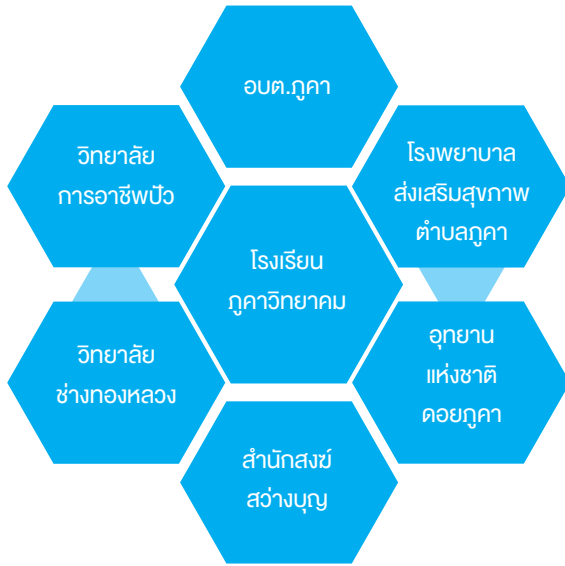 อบต.ภูคา
วิทยาลัย
การอาชีพปัว
โรงพยาบาล
ส่งเสริมสุขภาพ
ตำบลภูคา
โรงเรียน
ภูคาวิทยาคม
วิทยาลัย
ช่างทองหลวง
อุทยาน
แห่งชาติ
ดอยภูคา
สำนักสงฆ์
สว่างบุญ